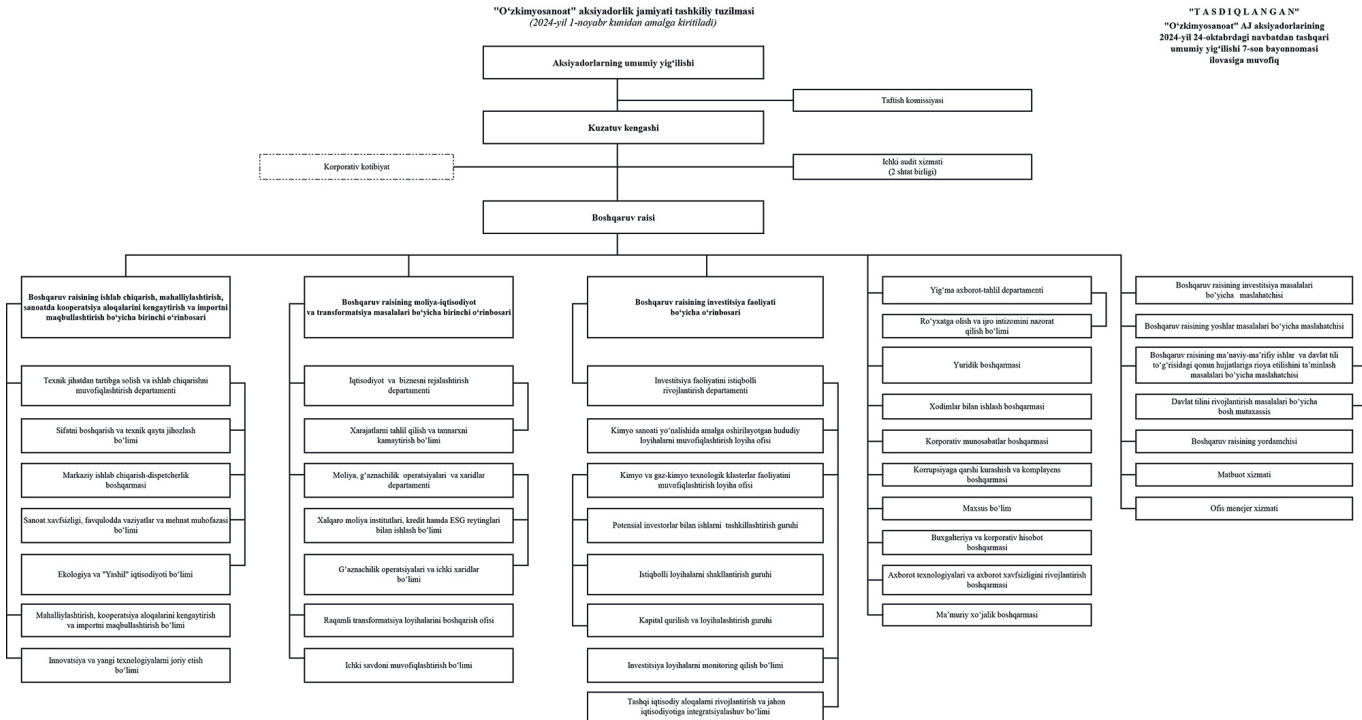 "O‘zkimyosanoat" aksiyadorlik jamiyati tashkiliy tuzilmasi
(2024-yil 1-noyabr kunidan amalga kiritiladi)
"T A S D I Q L A N G A N"
"O‘zkimyosanoat" AJ aksiyadorlarining
2024-yil 24-oktabrdagi navbatdan tashqari
umumiy yig‘ilishi 7-son bayonnomasi
ilovasiga muvofiq
Aksiyadorlarning umumiy yig‘ilishi
Taftish komissiyasi
Kuzatuv kengashi
Korporativ kotibiyat
Ichki audit xizmati
(2 shtat birligi)
Boshqaruv raisi
Boshqaruv raisining ishlab chiqarish, mahalliylashtirish,
sanoatda kooperatsiya aloqalarini kengaytirish va importni
maqbullashtirish bo‘yicha birinchi o‘rinbosari
Texnik jihatdan tartibga solish va ishlab chiqarishni
muvofiqlashtirish departamenti
Sifatni boshqarish va texnik qayta jihozlash
bo‘limi
Markaziy ishlab chiqarish-dispetcherlik
boshqarmasi
Sanoat xavfsizligi, favqulodda vaziyatlar va mehnat muhofazasi
bo‘limi
Ekologiya va "Yashil" iqtisodiyoti bo‘limi
Mahalliylashtirish, kooperatsiya aloqalarini kengaytirish
va importni maqbullashtirish bo‘limi
Innovatsiya va yangi texnologiyalarni joriy etish
bo‘limi
Boshqaruv raisining moliya-iqtisodiyot
va transformatsiya masalalari bo‘yicha birinchi o‘rinbosari
Iqtisodiyot va biznesni rejalashtirish
departamenti
Xarajatlarni tahlil qilish va tannarxni
kamaytirish bo‘limi
Moliya, g‘aznachilik operatsiyalari va xaridlar
departamenti
Xalqaro moliya institutlari, kredit hamda ESG reytinglari
bilan ishlash bo‘limi
G‘aznachilik operatsiyalari va ichki xaridlar
bo‘limi
Raqamli transformatsiya loyihalarini boshqarish ofisi
Ichki savdoni muvofiqlashtirish bo‘limi
Boshqaruv raisining investitsiya faoliyati
bo‘yicha o‘rinbosari
Investitsiya faoliyatini istiqbolli
rivojlantirish departamenti
Kimyo sanoati yo‘nalishida amalga oshirilayotgan hududiy
loyihalarni muvofiqlashtirish loyiha ofisi
Kimyo va gaz-kimyo texnologik klasterlar faoliyatini
muvofiqlashtirish loyiha ofisi
Potensial investorlar bilan ishlarni tashkillashtirish guruhi
Istiqbolli loyihalarni shakllantirish guruhi
Kapital qurilish va loyihalashtirish guruhi
Investitsiya loyihalarni monitoring qilish bo‘limi
Tashqi iqtisodiy aloqalarni rivojlantirish va jahon
iqtisodiyotiga integratsiyalashuv bo‘limi
Yig‘ma axborot-tahlil departamenti
Ro‘yxatga olish va ijro intizomini nazorat
qilish bo‘limi
Yuridik boshqarmasi
Xodimlar bilan ishlash boshqarmasi
Korporativ munosabatlar boshqarmasi
Korrupsiyaga qarshi kurashish va komplayens
boshqarmasi
Maxsus bo‘lim
Buxgalteriya va korporativ hisobot
boshqarmasi
Axborot texnologiyalari va axborot xavfsizligini rivojlantirish
boshqarmasi
Ma’muriy xo‘jalik boshqarmasi
Boshqaruv raisining investitsiya masalalari
bo‘yicha maslahatchisi
Boshqaruv raisining yoshlar masalalari bo‘yicha maslahatchisi
Boshqaruv raisining ma’naviy-ma’rifiy ishlar va davlat tili
to‘g‘risidagi qonun hujjatlariga rioya etilishini ta’minlash
masalalari bo‘yicha maslahatchisi
Davlat tilini rivojlantirish masalalari bo‘yicha
bosh mutaxassis
Boshqaruv raisining yordamchisi
Matbuot xizmati
Ofis menejer xizmati